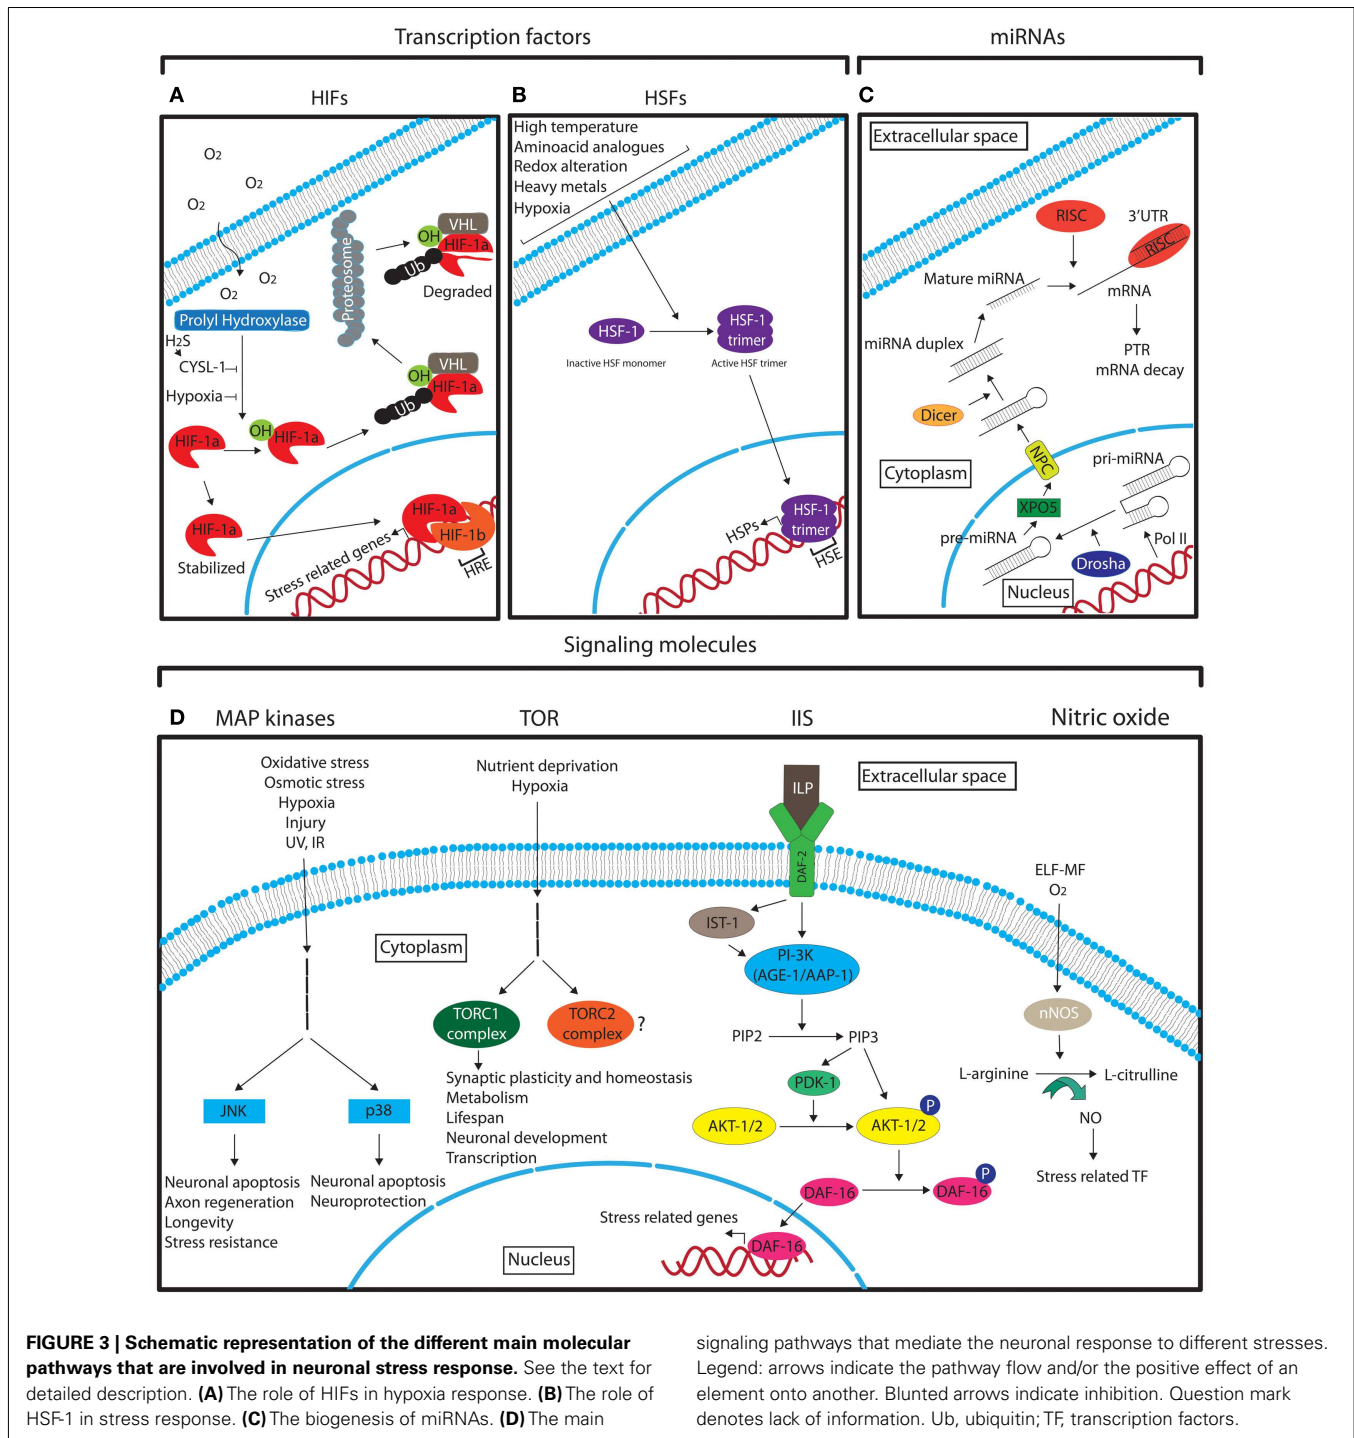 Transcription factors
miRNAs
A
HIFs
B
HSFs
C
O2
O2
O2
O2
O2
Prolyl Hydroxylase
H2S
CYSL-1
Hypoxia
HIF-1a
OH
HIF-1a
Proteosome
VHL
OH
HIF-1a
Ub
Degraded
VHL
OH
HIF-1a
Ub
HIF-1a
Stabilized
HIF-1a
HIF-1b
HRE
Stress related genes
High temperature
Aminoacid analogues
Redox alteration
Heavy metals
Hypoxia
HSF-1
HSF-1
trimer
Inactive HSF monomer
Active HSF trimer
HSPs
HSF-1
trimer
HSE
Extracellular space
RISC
3'UTR
RISC
Mature miRNA
mRNA
miRNA duplex
PTR
mRNA decay
Dicer
NPC
Cytoplasm
pri-miRNA
XPO5
pre-miRNA
Pol II
Drosha
Nucleus
Signaling molecules
D
MAP kinases
TOR
IIS
Nitric oxide
Oxidative stress
Osmotic stress
Hypoxia
Injury
UV, IR
Nutrient deprivation
Hypoxia
ILP
Extracellular space
DAF-2
ELF-MF
O2
Cytoplasm
IST-1
PI-3K
(AGE-1/AAP-1)
TORC1
complex
TORC2
complex
?
nNOS
PIP2
PIP3
L-arginine
L-citrulline
PDK-1
JNK
p38
Synaptic plasticity and homeostasis
Metabolism
Lifespan
Neuronal development
Transcription
AKT-1/2
AKT-1/2
P
NO
Stress related TF
Neuronal apoptosis
Axon regeneration
Longevity
Stress resistance
Neuronal apoptosis
Neuroprotection
DAF-16
DAF-16
P
Stress related genes
DAF-16
Nucleus
FIGURE 3 | Schematic representation of the different main molecular
pathways that are involved in neuronal stress response. See the text for
detailed description. (A) The role of HIFs in hypoxia response. (B) The role of
HSF-1 in stress response. (C) The biogenesis of miRNAs. (D) The main
signaling pathways that mediate the neuronal response to different stresses.
Legend: arrows indicate the pathway flow and/or the positive effect of an
element onto another. Blunted arrows indicate inhibition. Question mark
denotes lack of information. Ub, ubiquitin; TF, transcription factors.